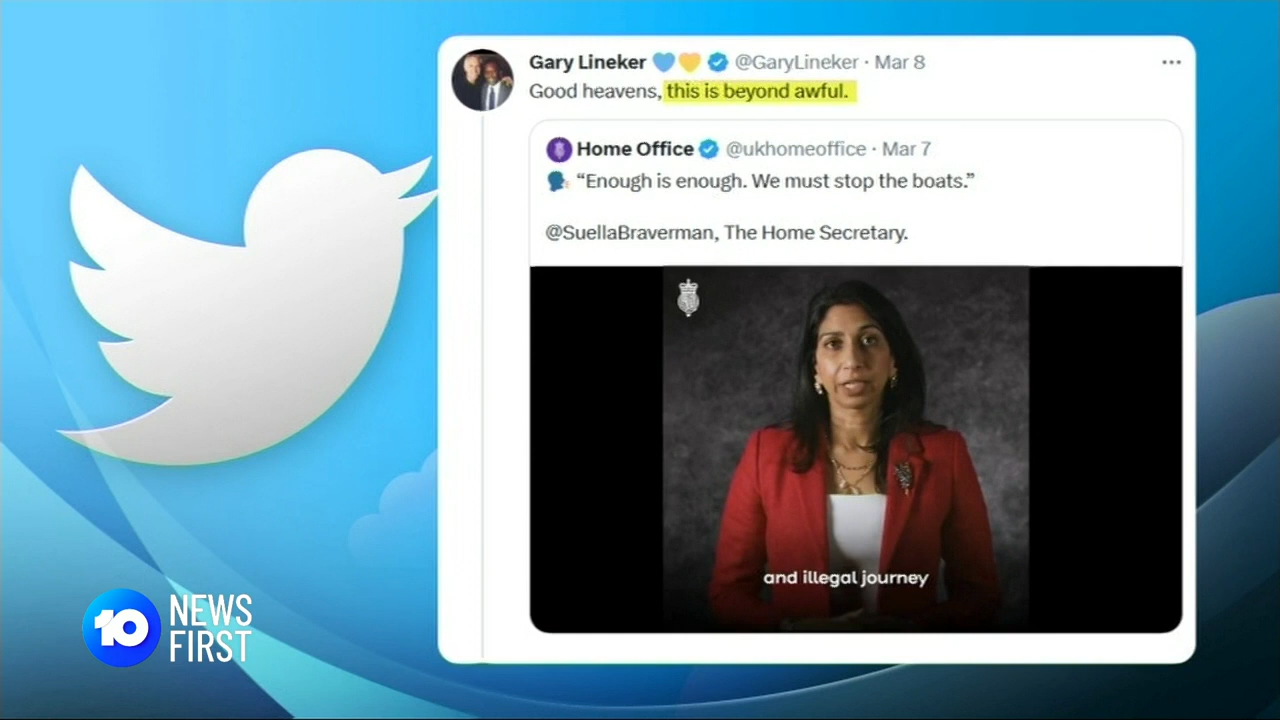 Gary Lineker 💙💛 @GaryLineker · Mar 8
Good heavens, this is beyond awful.
Home Office @ukhomeoffice · Mar 7
🗣️ “Enough is enough. We must stop the boats.”
@SuellaBraverman, The Home Secretary.
and illegal journey
10 NEWS
FIRST